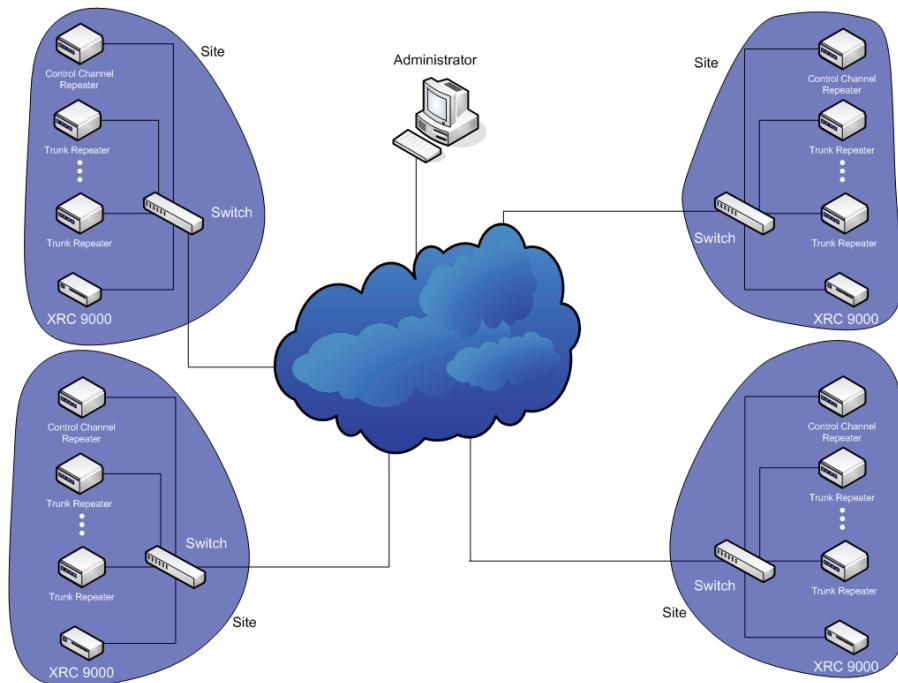 Site
Control Channel
Repeater
Trunk Repeater
Trunk Repeater
Switch
XRC 9000
Administrator
Site
Control Channel
Repeater
Trunk Repeater
Trunk Repeater
Switch
XRC 9000
Control Channel
Repeater
Trunk Repeater
Switch
Trunk Repeater
Site
XRC 9000
Control Channel
Repeater
Trunk Repeater
Switch
Trunk Repeater
Site
XRC 9000